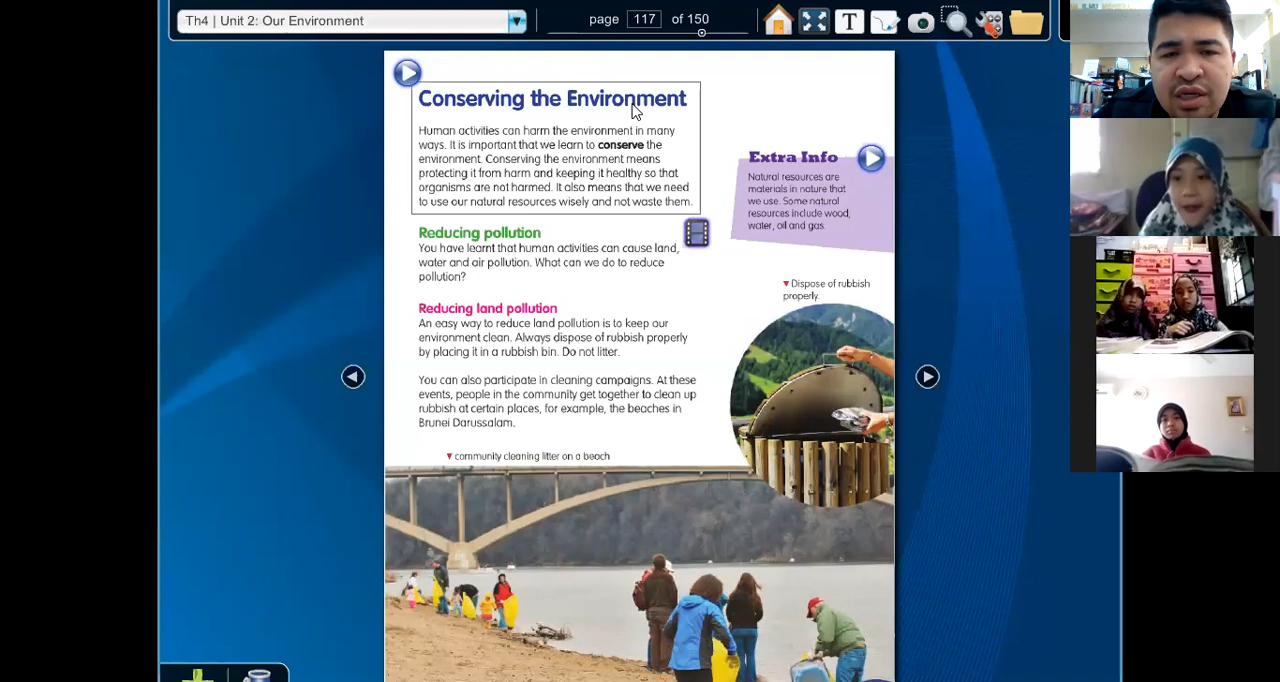 Th4 | Unit 2: Our Environment
page 117 of 150
T
Conserving the Environment
Human activities can harm the environment in many
ways. It is important that we learn to conserve the
environment. Conserving the environment means
protecting it from harm and keeping it healthy so that
organisms are not harmed. It also means that we need
to use our natural resources wisely and not waste them.
Extra Info
Natural resources are
materials in nature that
we use. Some natural
resources include wood,
water, oil and gas.
Reducing pollution
You have learnt that human activities can cause land,
water and air pollution. What can we do to reduce
pollution?
Dispose of rubbish
properly.
Reducing land pollution
An easy way to reduce land pollution is to keep our
environment clean. Always dispose of rubbish properly
by placing it in a rubbish bin. Do not litter.
You can also participate in cleaning campaigns. At these
events, people in the community get together to clean up
rubbish at certain places, for example, the beaches in
Brunei Darussalam.
community cleaning litter on a beach